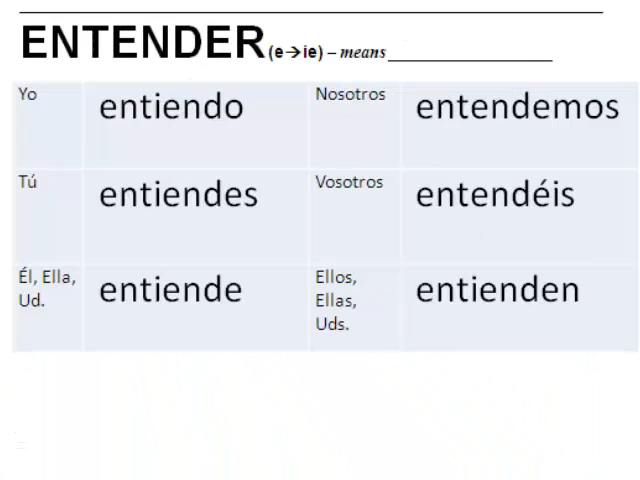 ENTENDER (e→ie) – means ___________________
Yo entiendo Nosotros entendemos
Tú entiendes Vosotros entendéis
Él, Ella, entiende Ellos, entienden
Ud. Ellas,
Uds.